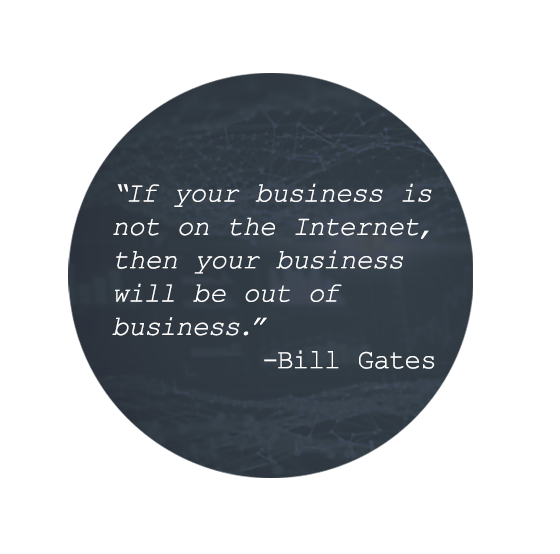 “If your business is
not on the Internet,
then your business
will be out of
business.”
-Bill Gates